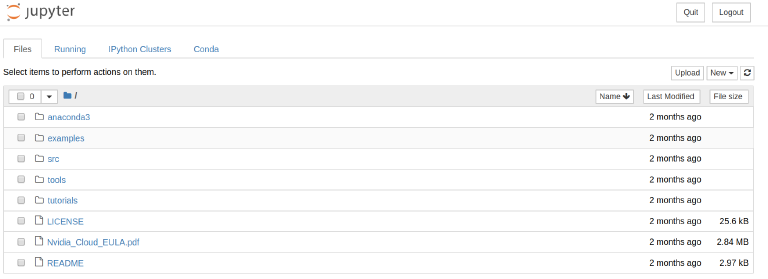 jupyter Quit Logout
Files Running IPython Clusters Conda
Select items to perform actions on them. Upload New
0 / Name Last Modified File size
anaconda3 2 months ago
examples 2 months ago
src 2 months ago
tools 2 months ago
tutorials 2 months ago
LICENSE 2 months ago 25.6 kB
Nvidia_Cloud_EULA.pdf 2 months ago 2.84 MB
README 2 months ago 2.97 kB